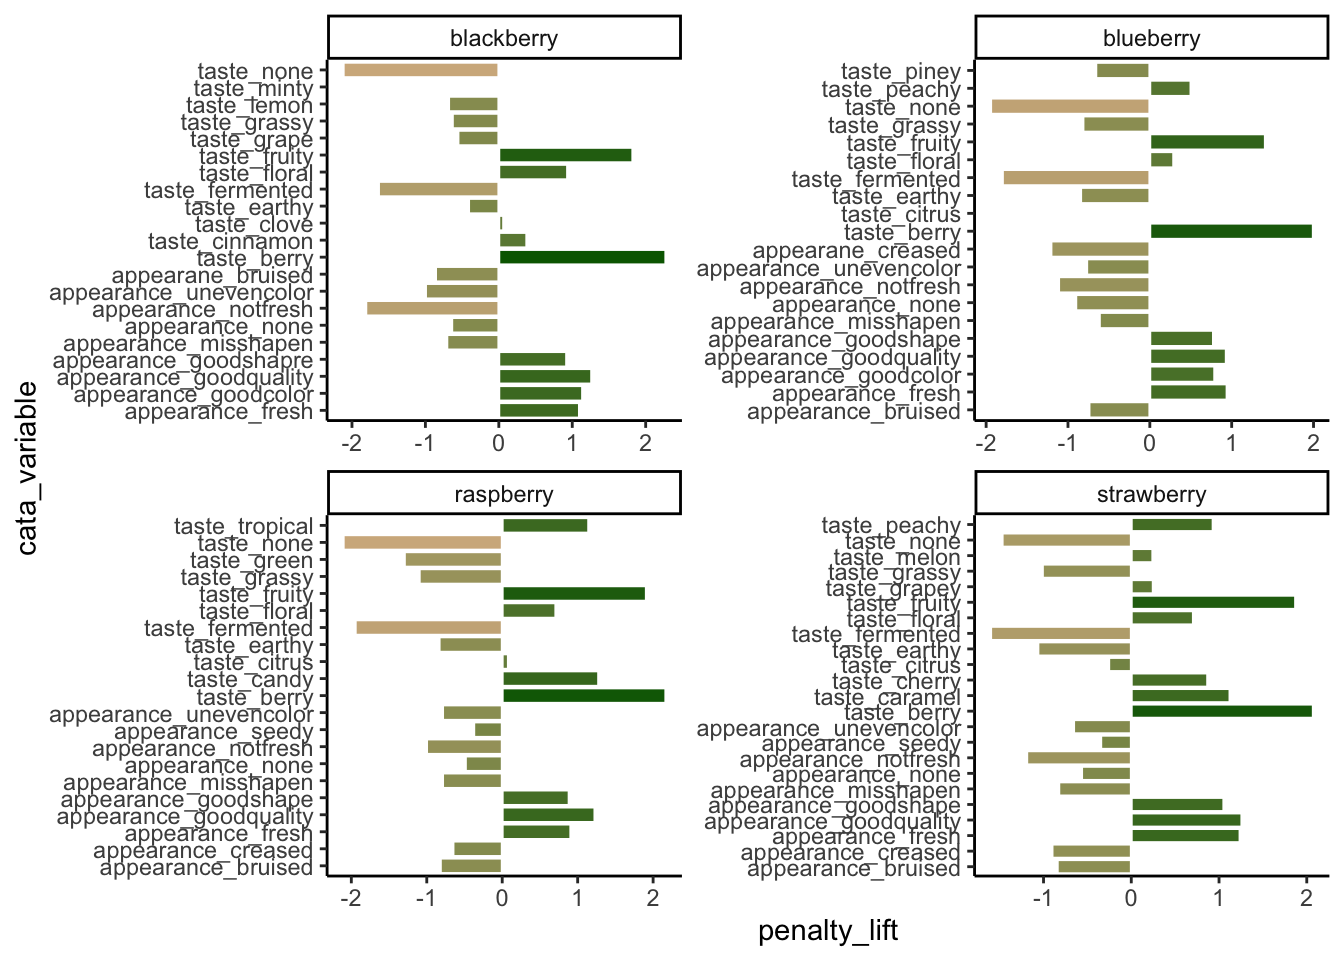 blackberry
taste_none
taste_minty
taste_lemon
taste_grassy
taste_grape
taste_fruity
taste_floral
taste_fermented
taste_earthy
taste_clove
taste_cinnamon
taste_berry
appearane_bruised
appearance_unevencolor
appearance_notfresh
appearance_none
appearance_misshapen
appearance_goodshapre
appearance_goodquality
appearance_goodcolor
appearance_fresh
-2 -1 0 1 2
blueberry
taste_piney
taste_peachy
taste_none
taste_grassy
taste_fruity
taste_floral
taste_fermented
taste_earthy
taste_citrus
taste_berry
appearane_creased
appearance_unevencolor
appearance_notfresh
appearance_none
appearance_misshapen
appearance_goodshape
appearance_goodquality
appearance_goodcolor
appearance_fresh
appearance_bruised
-2 -1 0 1 2
cata_variable
raspberry
taste_tropical
taste_none
taste_green
taste_grassy
taste_fruity
taste_floral
taste_fermented
taste_earthy
taste_citrus
taste_candy
taste_berry
appearance_unevencolor
appearance_seedy
appearance_notfresh
appearance_none
appearance_misshapen
appearance_goodshape
appearance_goodquality
appearance_fresh
appearance_creased
appearance_bruised
-2 -1 0 1 2
strawberry
taste_peachy
taste_none
taste_melon
taste_grassy
taste_grapey
taste_fruity
taste_floral
taste_fermented
taste_earthy
taste_citrus
taste_cherry
taste_caramel
taste_berry
appearance_unevencolor
appearance_seedy
appearance_notfresh
appearance_none
appearance_misshapen
appearance_goodshape
appearance_goodquality
appearance_fresh
appearance_creased
appearance_bruised
-1 0 1 2
penalty_lift